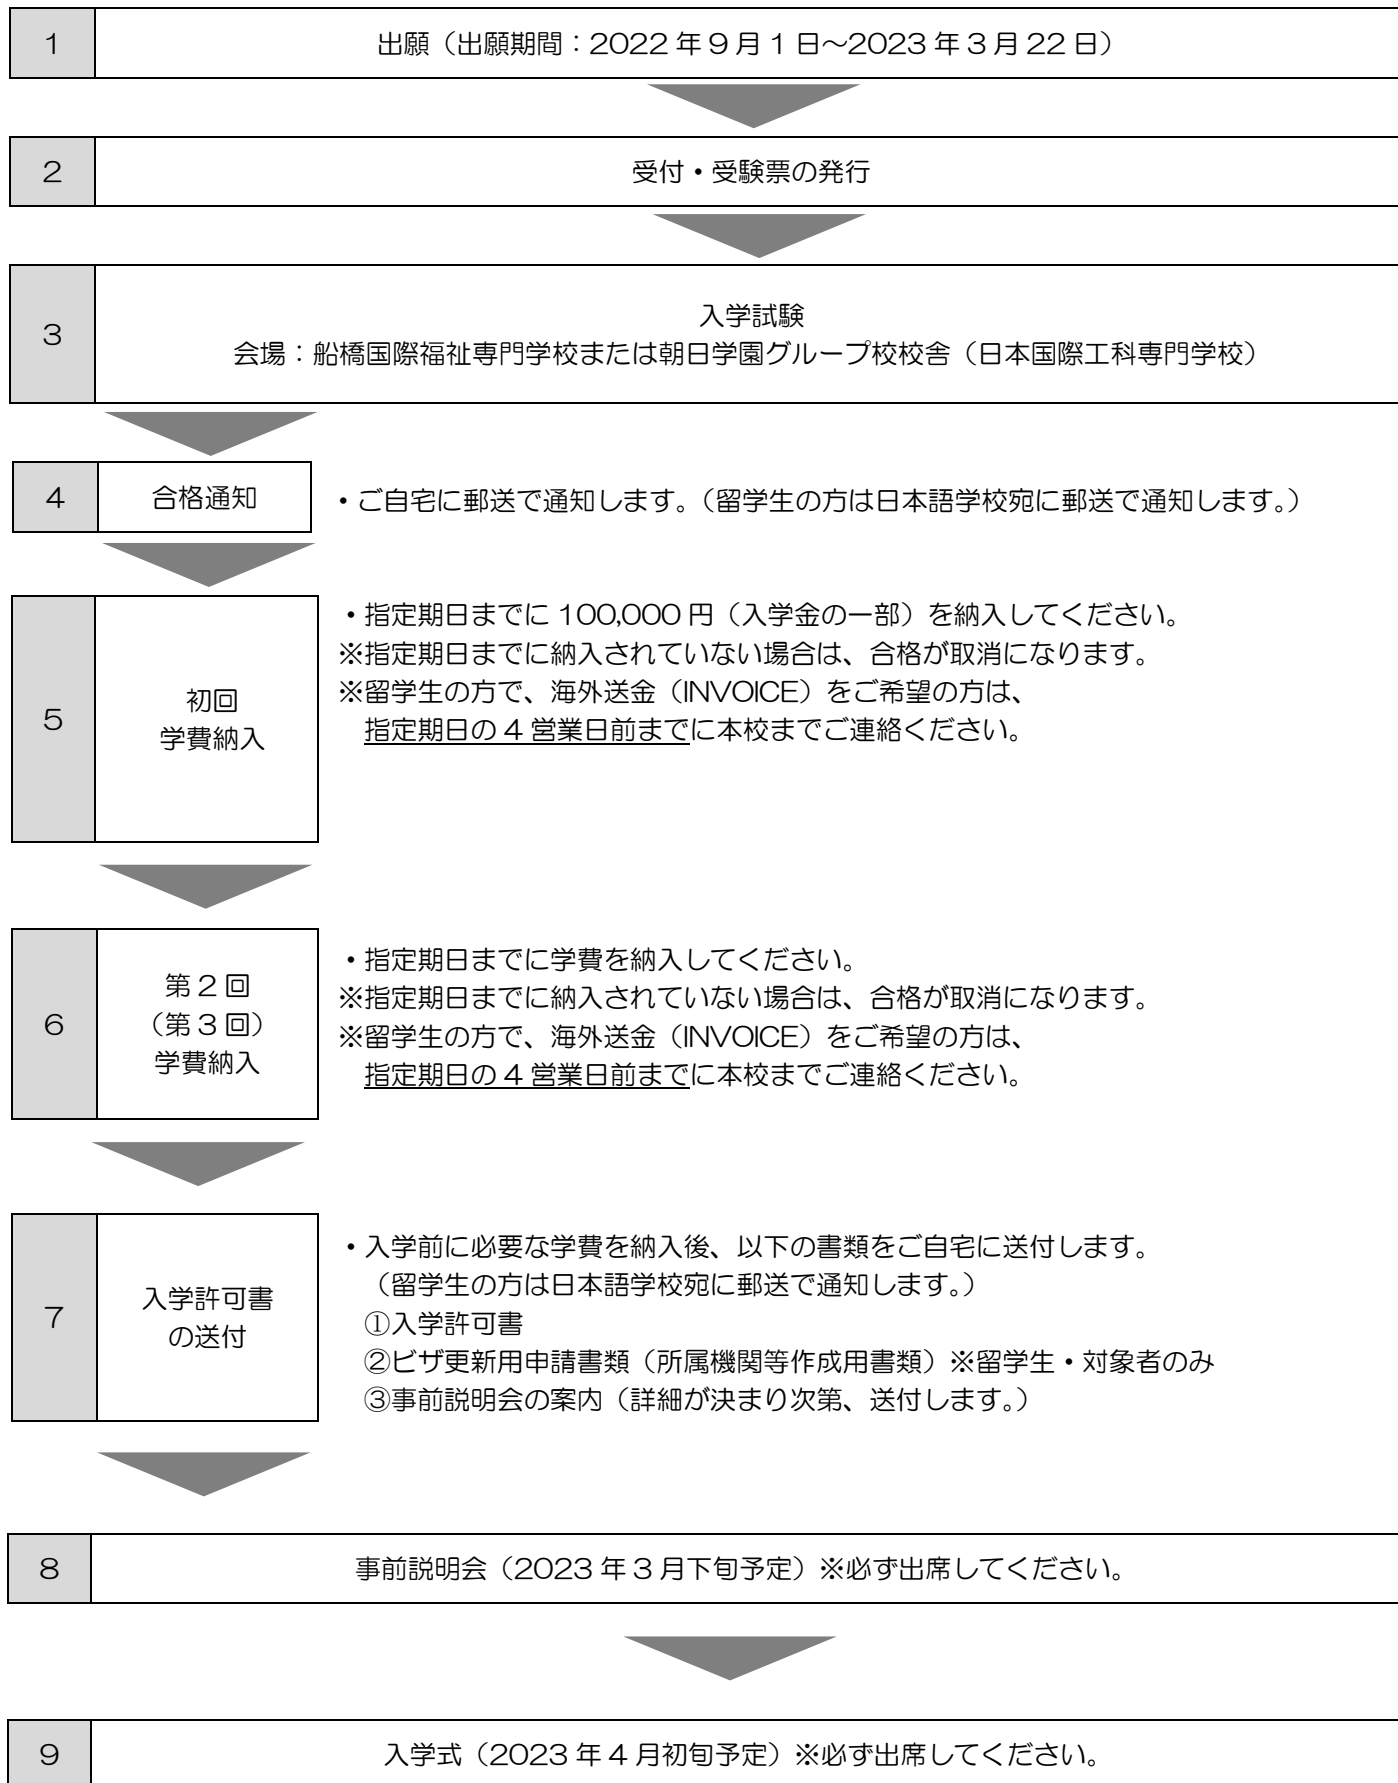 1
出願（出願期間：2022年9月1日～2023年3月22日）
2
受付・受験票の発行
3
入学試験
会場：船橋国際福祉専門学校または朝日学園グループ校校舎（日本国際工科専門学校）
4
合格通知
・ご自宅に郵送で通知します。（留学生の方は日本語学校宛に郵送で通知します。）
5
初回
学費納入
・指定期日までに100,000円（入学金の一部）を納入してください。
※指定期日までに納入されていない場合は、合格が取消になります。
※留学生の方で、海外送金（INVOICE）をご希望の方は、
指定期日の4営業日前までに本校までご連絡ください。
6
第2回
（第3回）
学費納入
・指定期日までに学費を納入してください。
※指定期日までに納入されていない場合は、合格が取消になります。
※留学生の方で、海外送金（INVOICE）をご希望の方は、
指定期日の4営業日前までに本校までご連絡ください。
7
入学許可書
の送付
・入学前に必要な学費を納入後、以下の書類をご自宅に送付します。
（留学生の方は日本語学校宛に郵送で通知します。）
①入学許可書
②ビザ更新用申請書類（所属機関等作成用書類）※留学生・対象者のみ
③事前説明会の案内（詳細が決まり次第、送付します。）
8
事前説明会（2023年3月下旬予定）※必ず出席してください。
9
入学式（2023年4月初旬予定）※必ず出席してください。